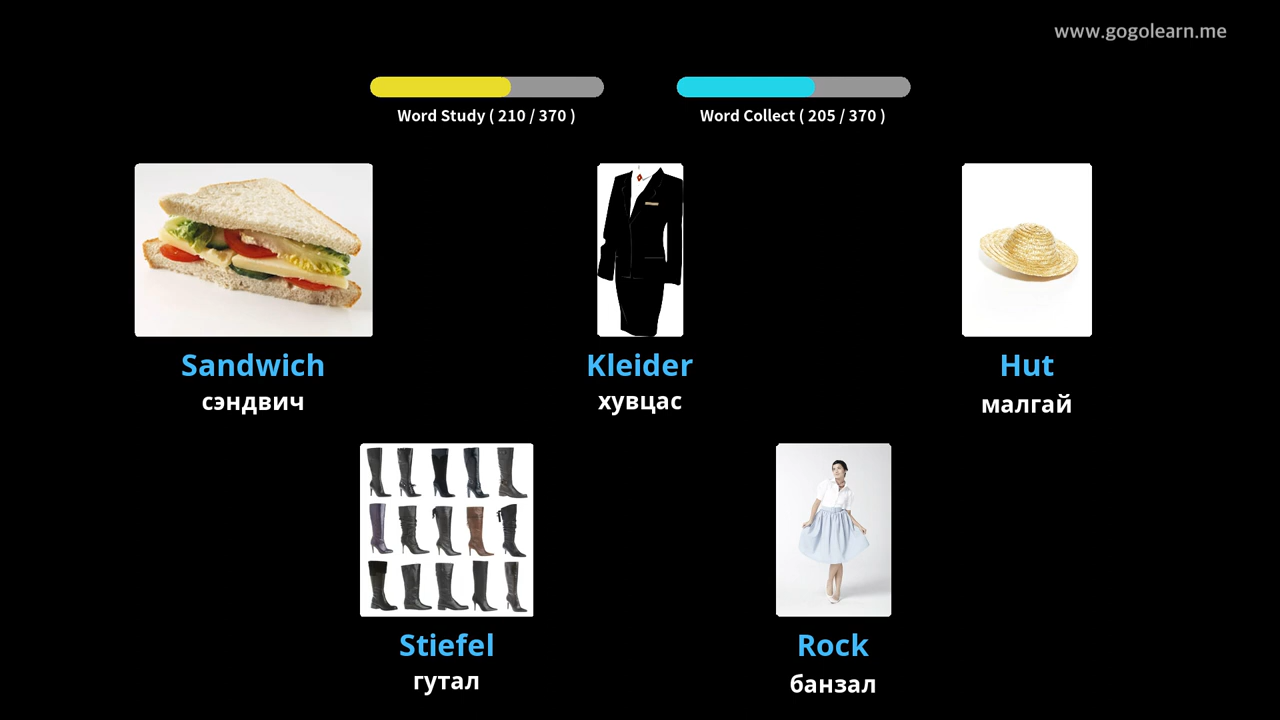 www.gogolearn.me
Word Study ( 210 / 370 )
Word Collect ( 205 / 370 )
Sandwich
сэндвич
Kleider
хувцас
Hut
малгай
Stiefel
гутал
Rock
банзал